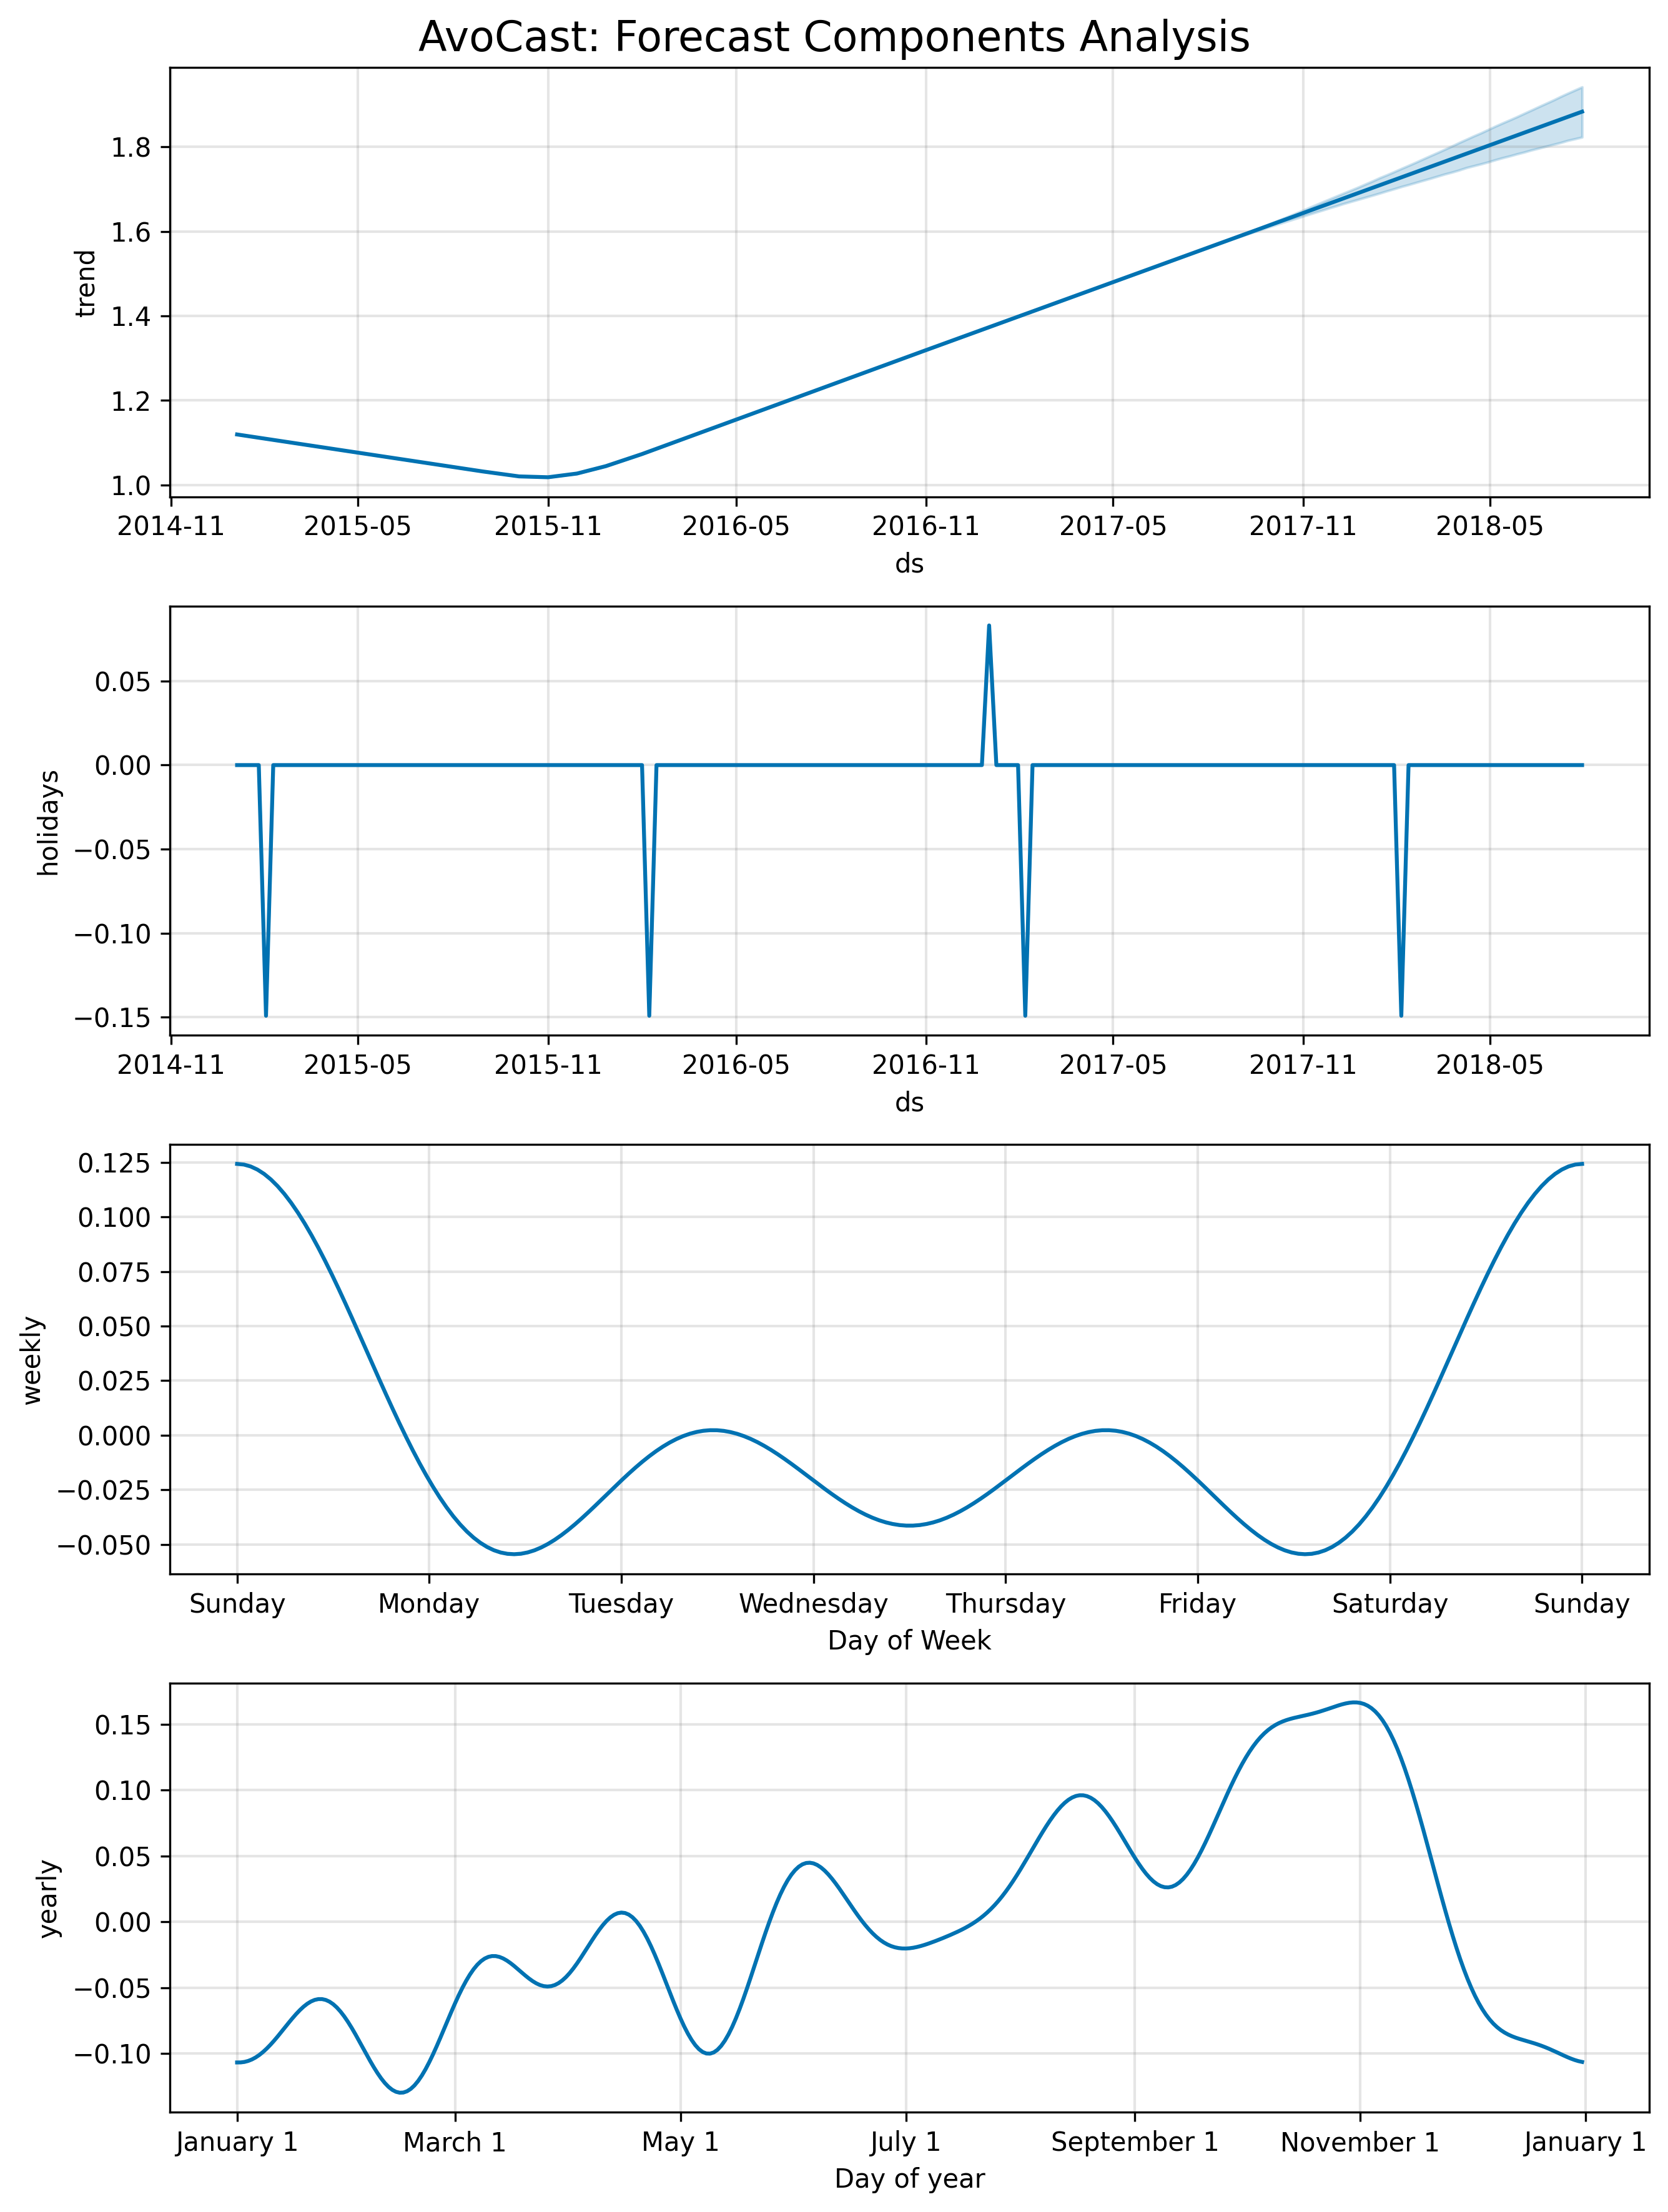 AvoCast: Forecast Components Analysis
1.8
1.6
1.4
1.2
1.0
trend
2014-11 2015-05 2015-11 2016-05 2016-11 2017-05 2017-11 2018-05
ds
0.05
0.00
−0.05
−0.10
−0.15
holidays
2014-11 2015-05 2015-11 2016-05 2016-11 2017-05 2017-11 2018-05
ds
0.125
0.100
0.075
0.050
0.025
0.000
−0.025
−0.050
weekly
Sunday Monday Tuesday Wednesday Thursday Friday Saturday Sunday
Day of Week
0.15
0.10
0.05
0.00
−0.05
−0.10
yearly
January 1 March 1 May 1 July 1 September 1 November 1 January 1
Day of year